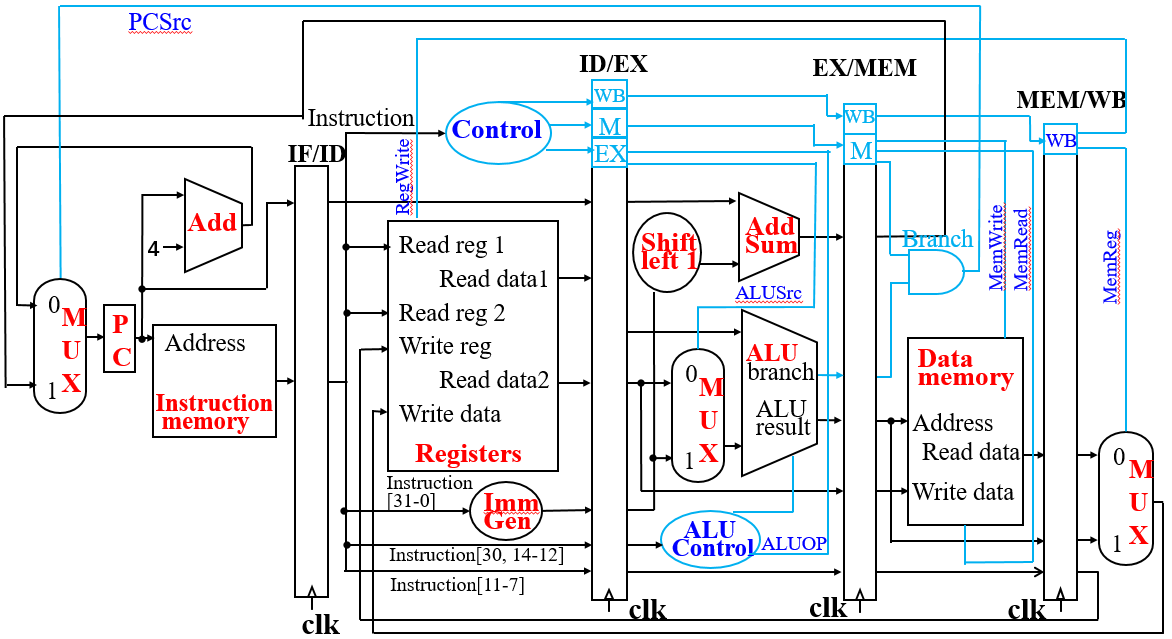 PCSrc
ID/EX
EX/MEM
MEM/WB
WB
Instruction
Control
M
WB
IF/ID
EX
M
WB
RegWrite
Add
4
Read reg 1
Read data1
Read reg 2
Write reg
Read data2
Write data
Registers
Shift
left 1
Add
Sum
Branch
MemWrite
MemRead
MemReg
ALUSrc
0
M
U
X
1
P
C
Address
Instruction
memory
0
M
U
X
1
ALU
branch
ALU
result
Data
memory
Address
Read data
Write data
0
M
U
X
1
Instruction
[31-0]
Imm
Gen
ALU
Control
ALUOP
Instruction[30, 14-12]
Instruction[11-7]
clk
clk
clk
clk